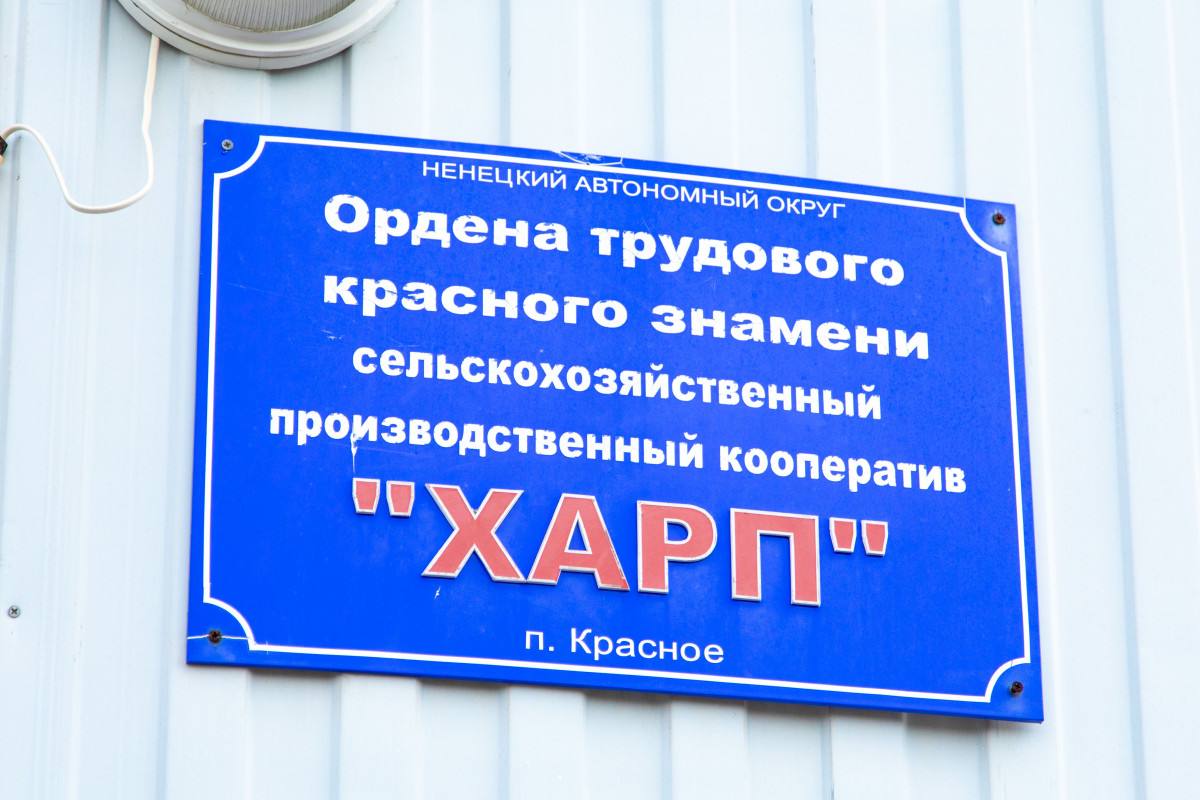 НЕНЕЦКИЙ АВТОНОМНЫЙ ОКРУГ
Ордена трудового
красного знамени
сельскохозяйственный
производственный кооператив
"ХАРП"
п. Красное